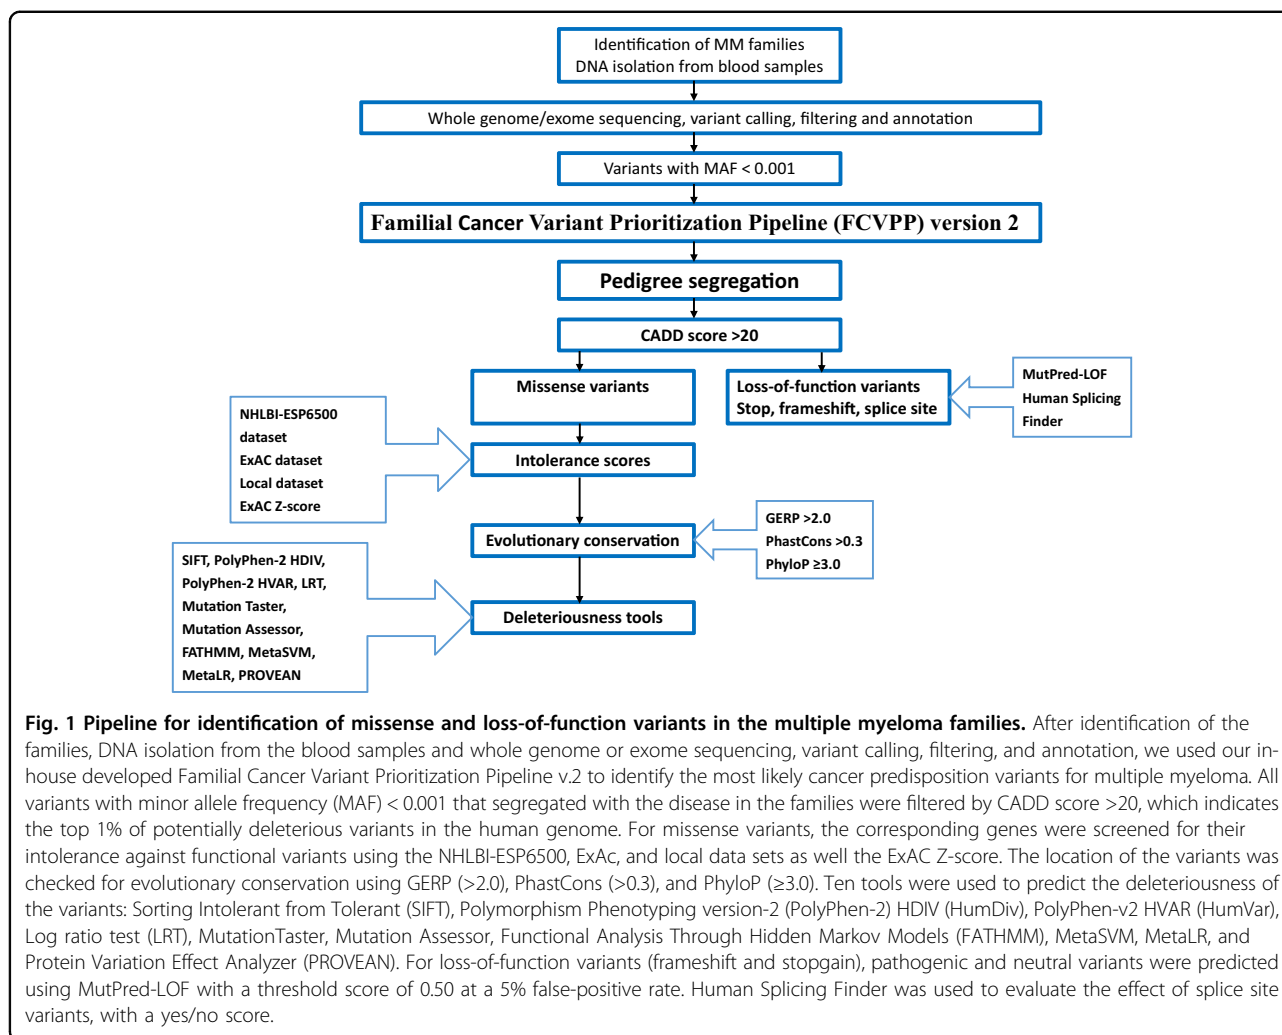 Identification of MM families
DNA isolation from blood samples
Whole genome/exome sequencing, variant calling, filtering and annotation
Variants with MAF < 0.001
Familial Cancer Variant Prioritization Pipeline (FCVPP) version 2
Pedigree segregation
CADD score >20
Missense variants
Loss-of-function variants
Stop, frameshift, splice site
MutPred-LOF
Human Splicing
Finder
NHLBI-ESP6500
dataset
ExAC dataset
Local dataset
ExAC Z-score
Intolerance scores
Evolutionary conservation
GERP >2.0
PhastCons >0.3
PhyloP ≥3.0
SIFT, PolyPhen-2 HDIV,
PolyPhen-2 HVAR, LRT,
Mutation Taster,
Mutation Assessor,
FATHMM, MetaSVM,
MetaLR, PROVEAN
Deleteriousness tools
Fig. 1 Pipeline for identification of missense and loss-of-function variants in the multiple myeloma families. After identification of the
families, DNA isolation from the blood samples and whole genome or exome sequencing, variant calling, filtering, and annotation, we used our in-
house developed Familial Cancer Variant Prioritization Pipeline v.2 to identify the most likely cancer predisposition variants for multiple myeloma. All
variants with minor allele frequency (MAF) < 0.001 that segregated with the disease in the families were filtered by CADD score >20, which indicates
the top 1% of potentially deleterious variants in the human genome. For missense variants, the corresponding genes were screened for their
intolerance against functional variants using the NHLBI-ESP6500, ExAc, and local data sets as well the ExAC Z-score. The location of the variants was
checked for evolutionary conservation using GERP (>2.0), PhastCons (>0.3), and PhyloP (≥3.0). Ten tools were used to predict the deleteriousness of
the variants: Sorting Intolerant from Tolerant (SIFT), Polymorphism Phenotyping version-2 (PolyPhen-2) HDIV (HumDiv), PolyPhen-v2 HVAR (HumVar),
Log ratio test (LRT), MutationTaster, Mutation Assessor, Functional Analysis Through Hidden Markov Models (FATHMM), MetaSVM, MetaLR, and
Protein Variation Effect Analyzer (PROVEAN). For loss-of-function variants (frameshift and stopgain), pathogenic and neutral variants were predicted
using MutPred-LOF with a threshold score of 0.50 at a 5% false-positive rate. Human Splicing Finder was used to evaluate the effect of splice site
variants, with a yes/no score.